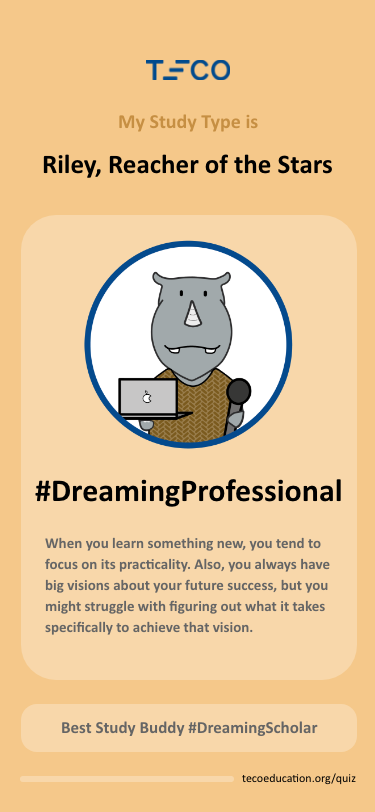 TECO
My Study Type is
Riley, Reacher of the Stars
#DreamingProfessional
When you learn something new, you tend to
focus on its practicality. Also, you always have
big visions about your future success, but you
might struggle with figuring out what it takes
specifically to achieve that vision.
Best Study Buddy #DreamingScholar
tecoeducation.org/quiz